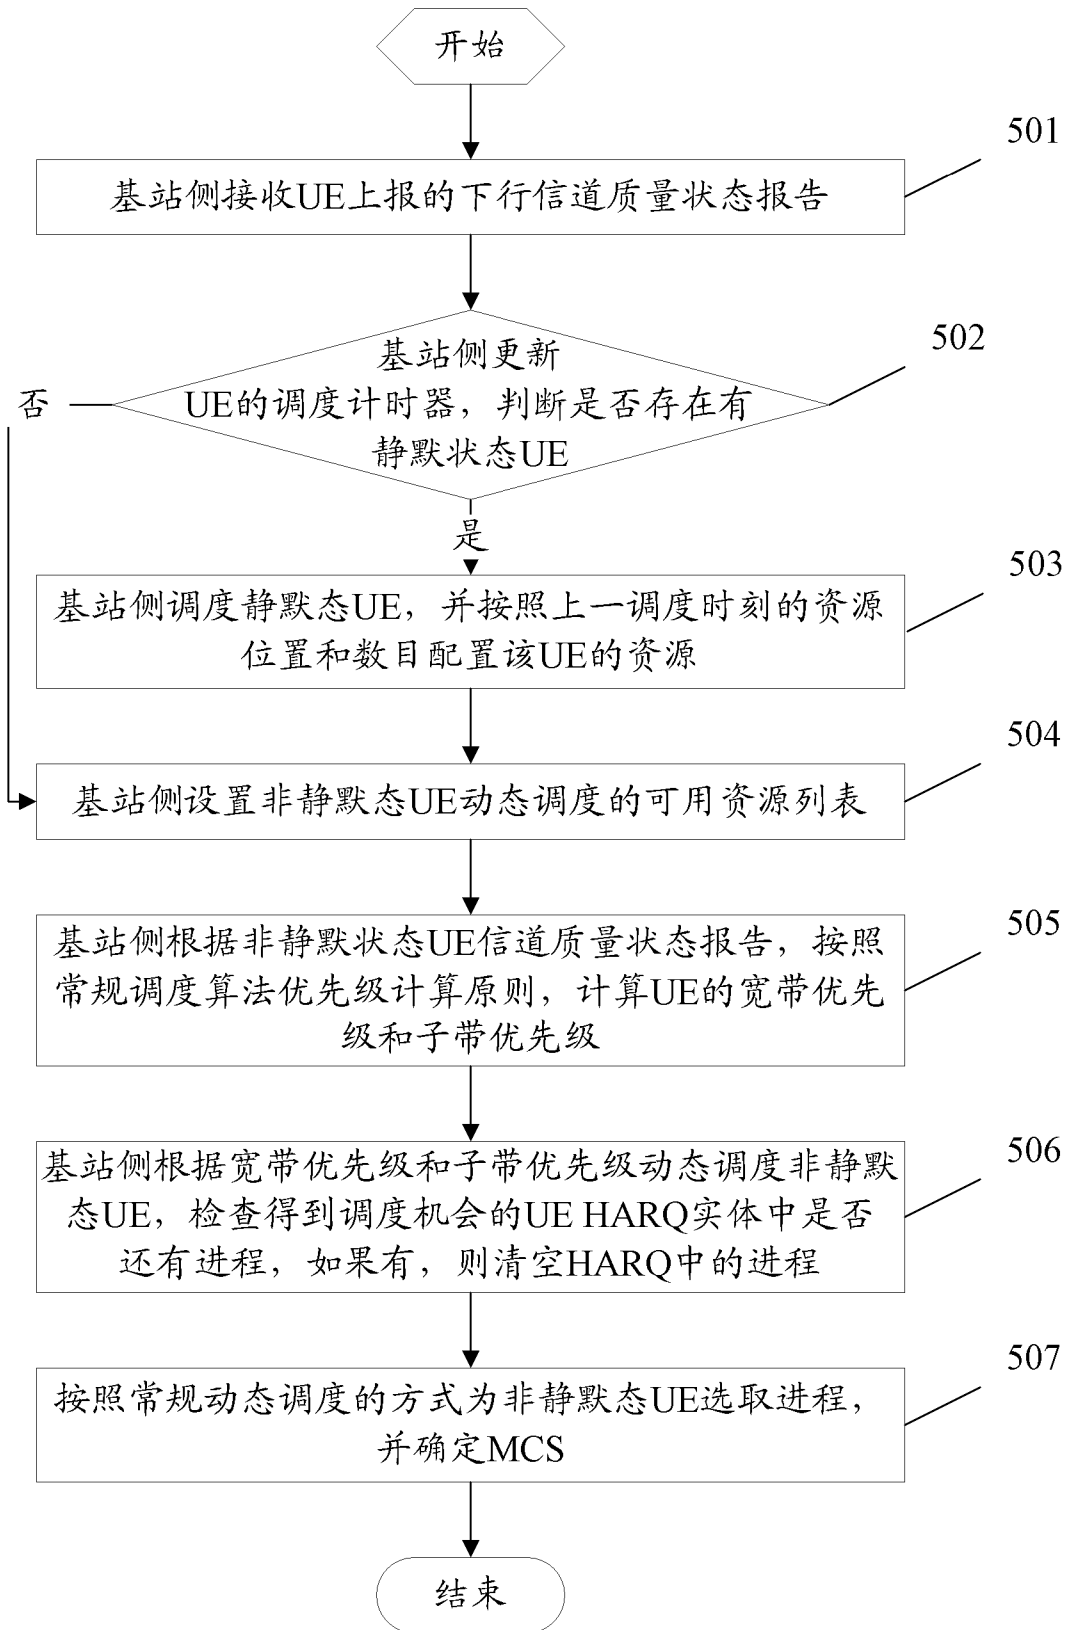 开始
501
基站侧接收UE上报的下行信道质量状态报告
502
基站侧更新
UE的调度计时器，判断是否存在有
静默状态UE
否
是
503
基站侧调度静默态UE，并按照上一调度时刻的资源
位置和数目配置该UE的资源
504
基站侧设置非静默态UE动态调度的可用资源列表
505
基站侧根据非静默状态UE信道质量状态报告，按照
常规调度算法优先级计算原则，计算UE的宽带优先
级和子带优先级
506
基站侧根据宽带优先级和子带优先级动态调度非静默
态UE，检查得到调度机会的UE HARQ实体中是否
还有进程，如果有，则清空HARQ中的进程
507
按照常规动态调度的方式为非静默态UE选取进程，
并确定MCS
结束